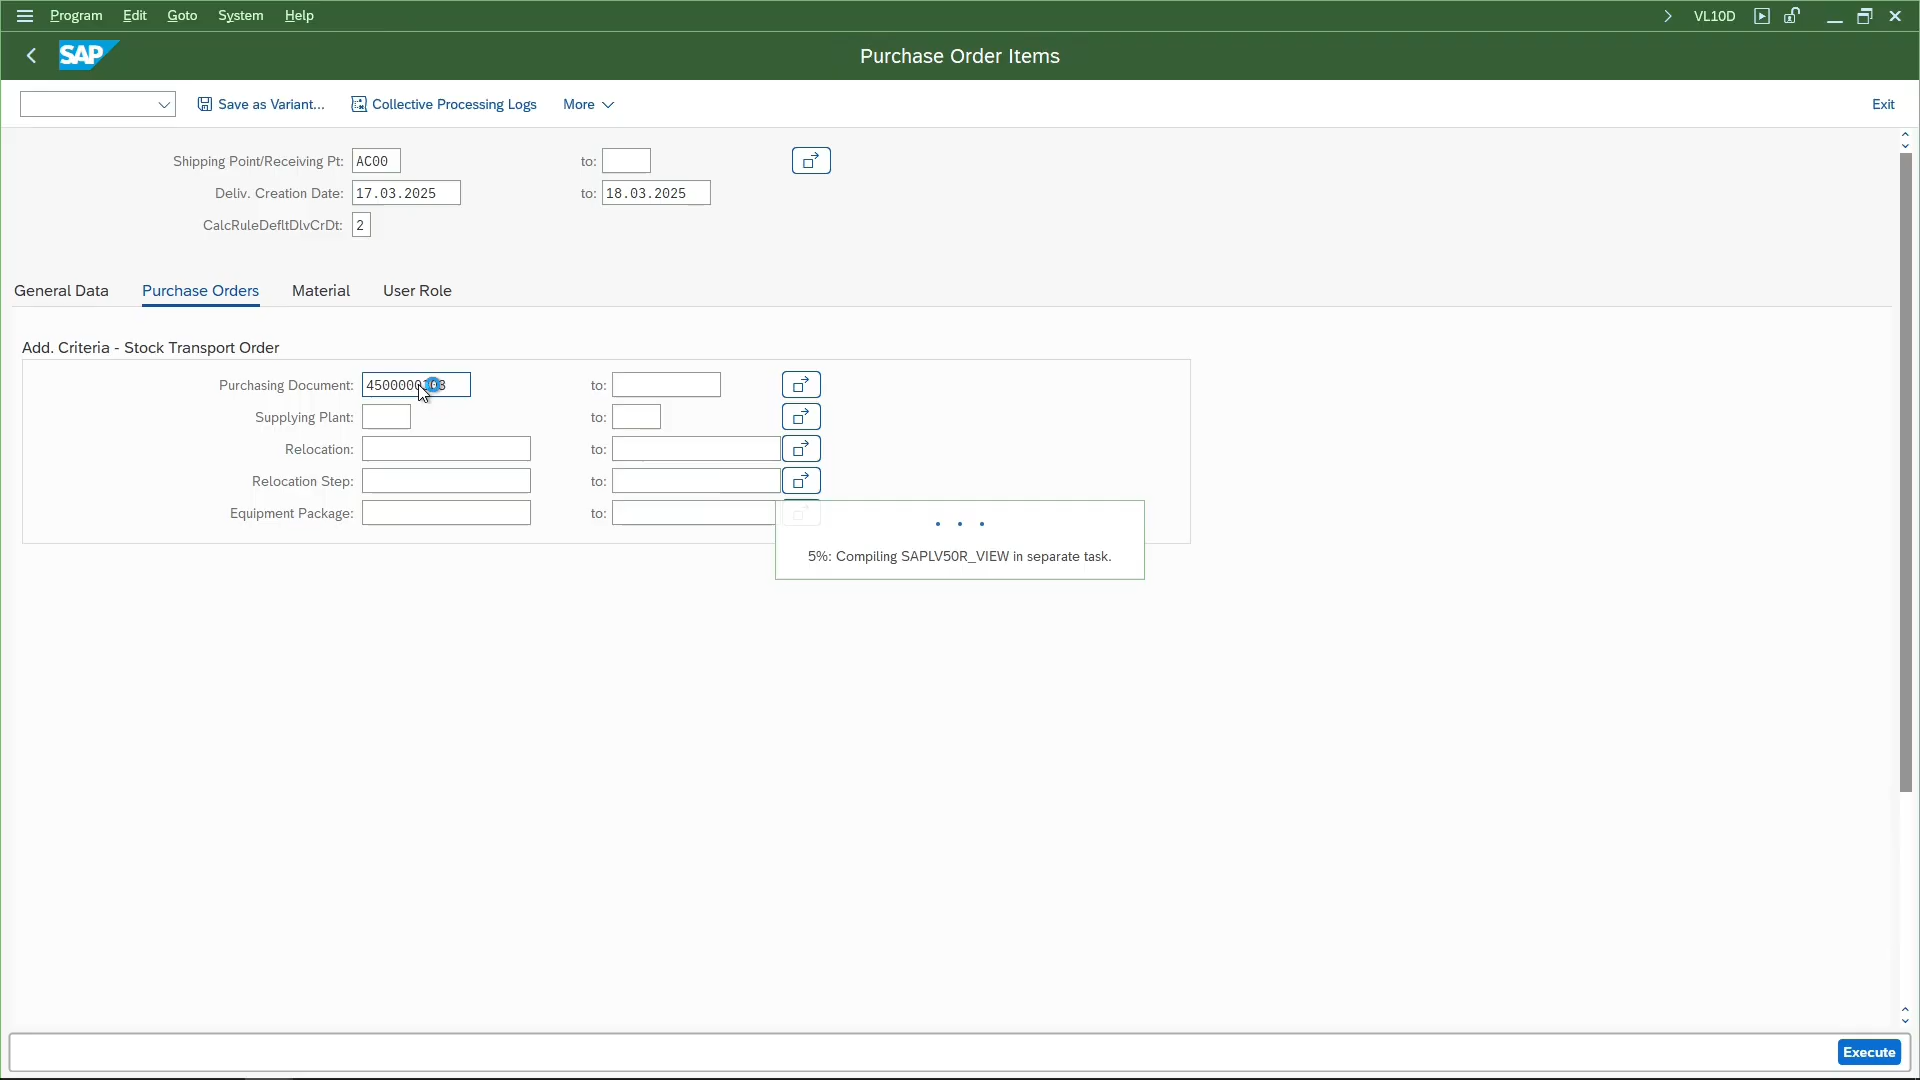 Program Edit Goto System Help VL10D
SAP Purchase Order Items
Save as Variant... Collective Processing Logs More Exit
Shipping Point/Receiving Pt: AC00 to:
Deliv. Creation Date: 17.03.2025 to: 18.03.2025
CalcRuleDefltDlvCrDt: 2
General Data Purchase Orders Material User Role
Add. Criteria - Stock Transport Order
Purchasing Document: to:
Supplying Plant: to:
Relocation: to:
Relocation Step: to:
Equipment Package: to:
5%: Compiling SAPLV50R_VIEW in separate task.
Execute